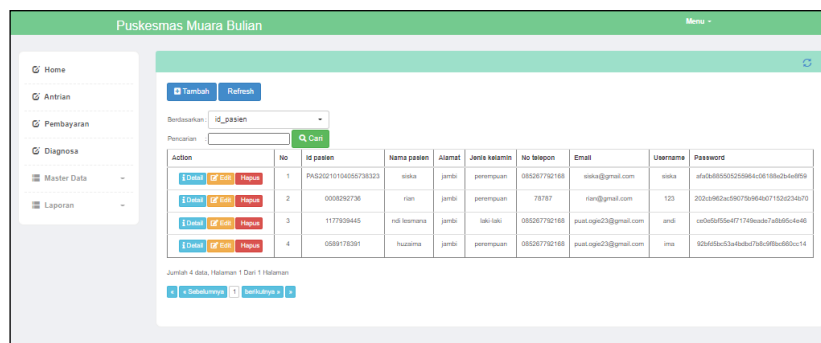 Puskesmas Muara Bulian Menu
Home
Antrian
Pembayaran
Diagnosa
Master Data
Laporan
Tambah Refresh
Berdasarkan : id_pasien
Pencarian : Cari
Action No Id pasien Nama pasien Alamat Jenis kelamin No telepon Email Username Password
Detail Edit Hapus 1 PAS20210104055738323 siska jambi perempuan 085267792168 siska@gmail.com siska
Detail Edit Hapus 2 0008292736 rian jambi perempuan 78787 rian@gmail.com 123 202cb962ac59075b964b07152d234b70
Detail Edit Hapus 3 1177939445 ndi lesmana jambi laki-laki 085267792168 puat.ogie23@gmail.com andi
Detail Edit Hapus 4 0589178391 huzaima jambi perempuan 085267792168 puat.ogie23@gmail.com ima
Jumlah 4 data, Halaman 1 Dari 1 Halaman
« « Sebelumnya 1 berikutnya » »